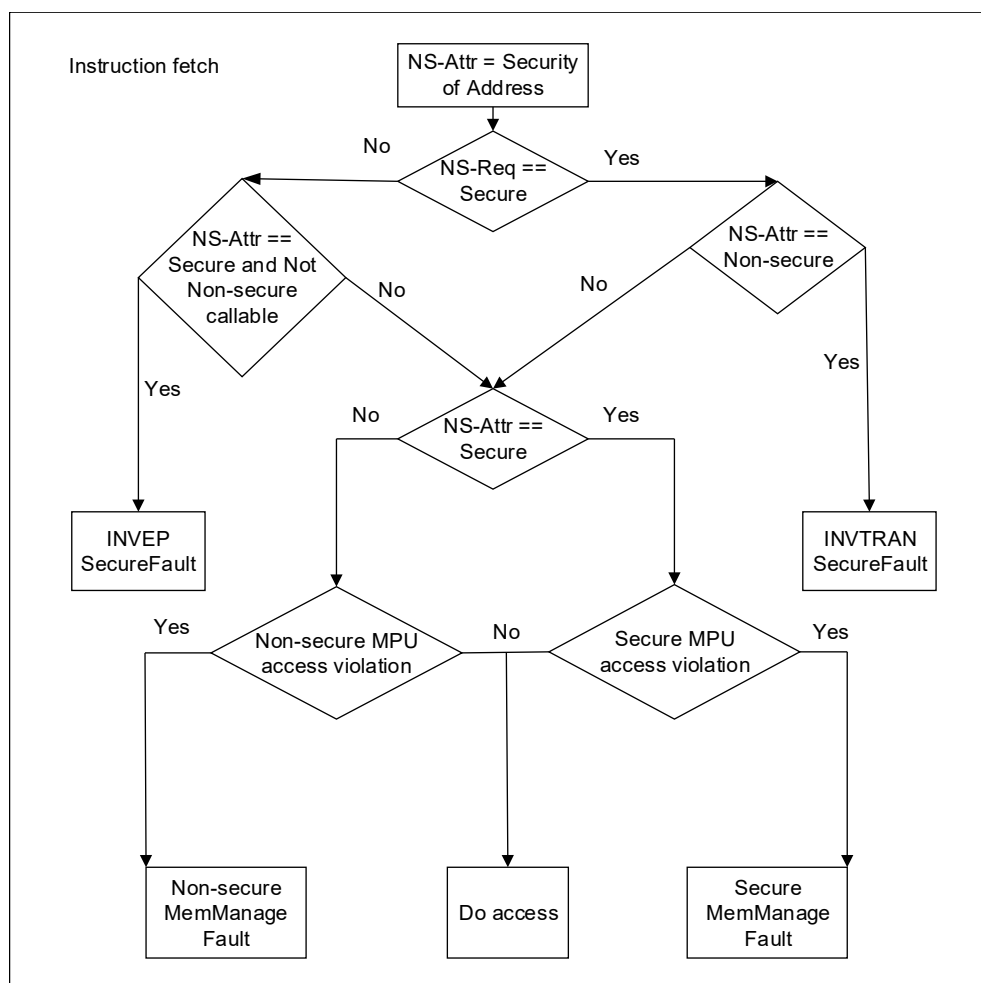 Instruction fetch
NS-Attr = Security
of Address
No
Yes
NS-Req ==
Secure
NS-Attr ==
Secure and Not
Non-secure
callable
NS-Attr ==
Non-secure
No
No
Yes
Yes
No
Yes
NS-Attr ==
Secure
INVEP
SecureFault
INVTRAN
SecureFault
Yes
Non-secure MPU
access violation
No
Secure MPU
access violation
Yes
Non-secure
MemManage
Fault
Do access
Secure
MemManage
Fault